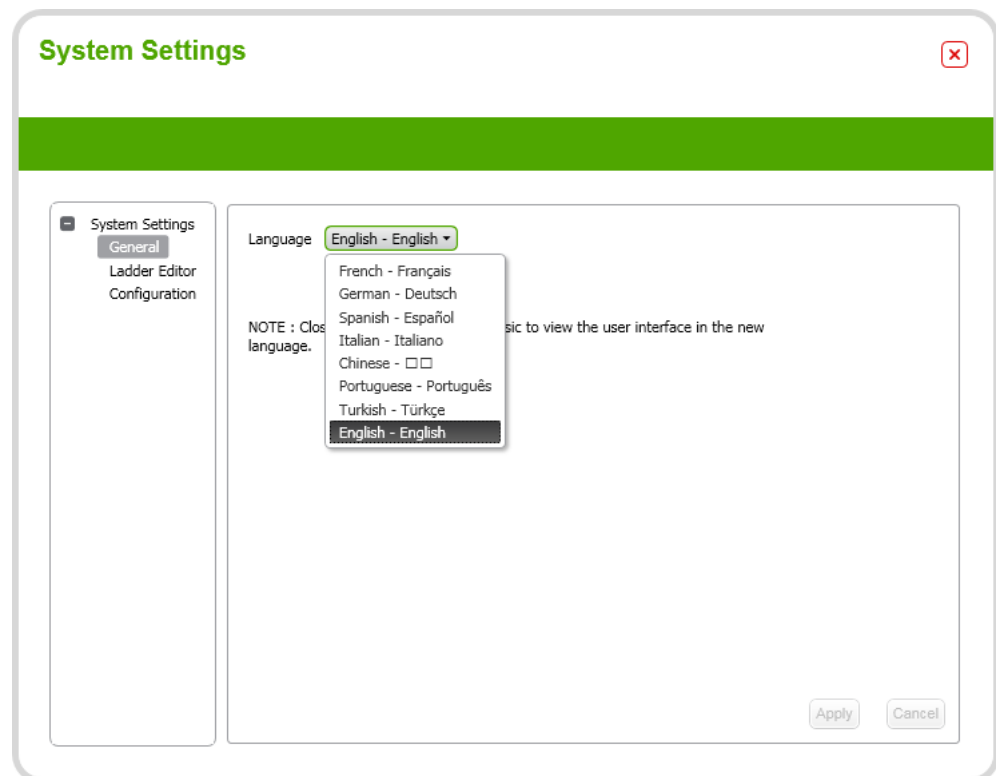 System Settings
System Settings
General
Ladder Editor
Configuration
Language English - English
French - Français
German - Deutsch
Spanish - Español
Italian - Italiano
Chinese - □□
Portuguese - Português
Turkish - Türkçe
English - English
NOTE : Clos sic to view the user interface in the new
language.
Apply Cancel